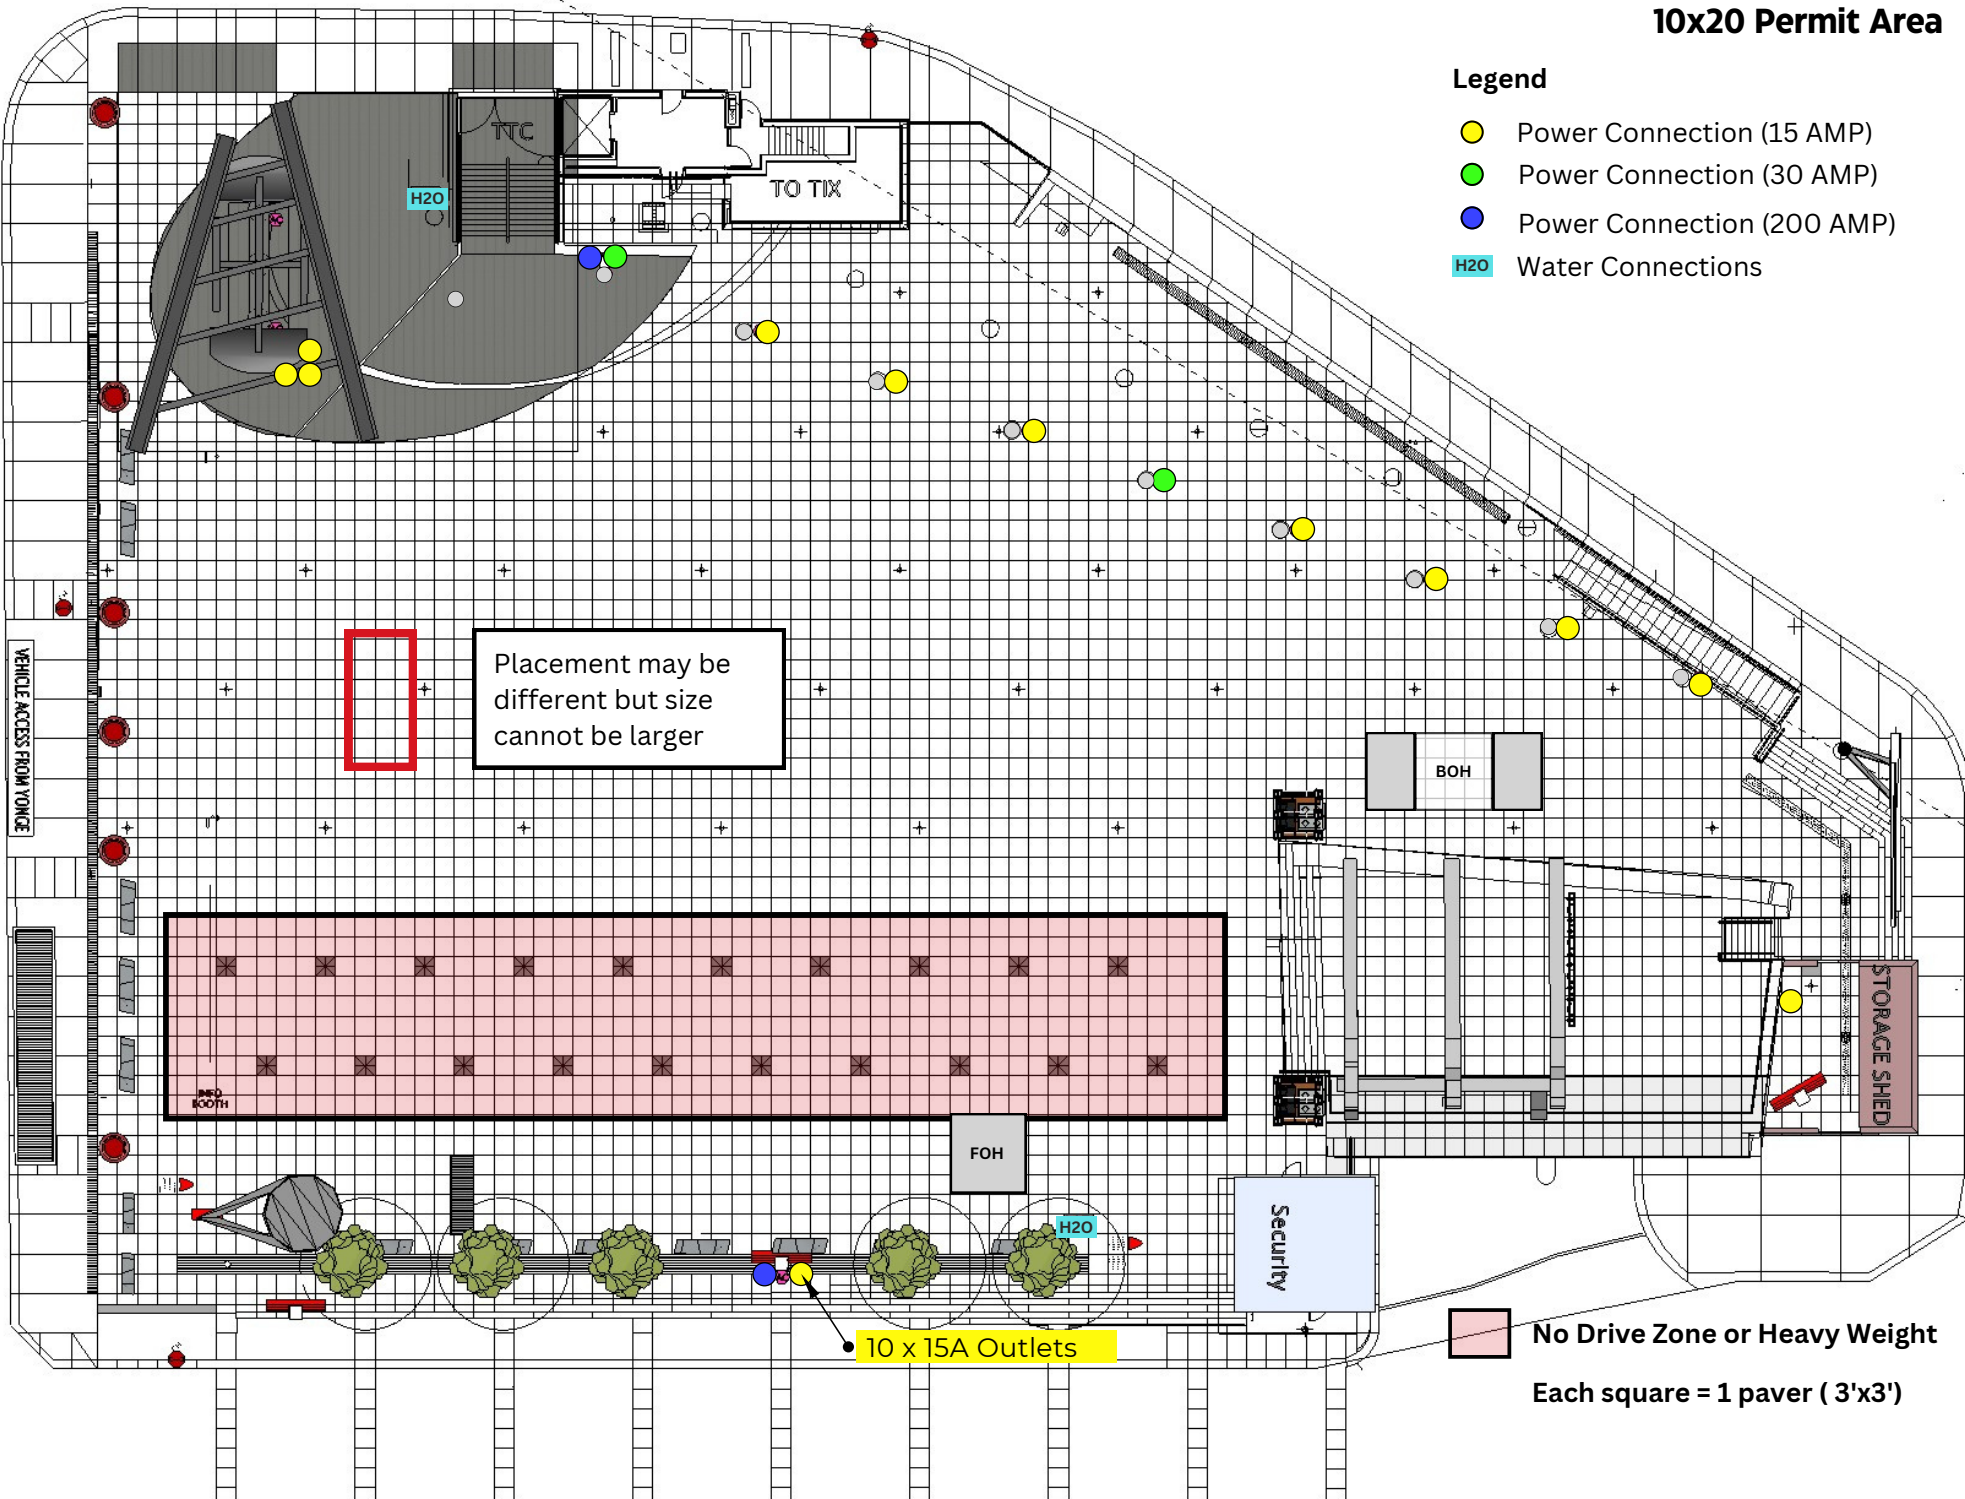 10x20 Permit Area
Legend
Power Connection (15 AMP)
Power Connection (30 AMP)
Power Connection (200 AMP)
H2O Water Connections
TTC
TO TIX
H2O
Placement may be
different but size
cannot be larger
VEHICLE ACCESS FROM YONGE
BOH
STORAGE SHED
INFO
BOOTH
FOH
H2O
Security
10 x 15A Outlets
No Drive Zone or Heavy Weight
Each square = 1 paver ( 3'x3')